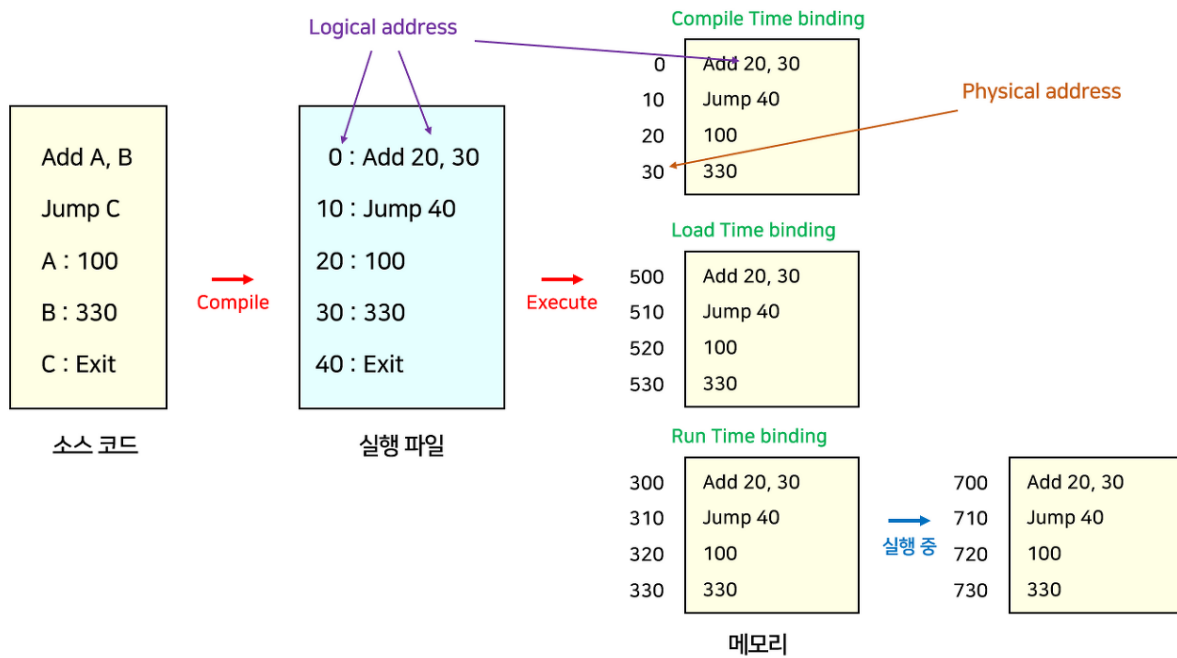 Logical address
Compile Time binding
Physical address
0 Add 20, 30
10 Jump 40
20 100
30 330
Add A, B
Jump C
A : 100
B : 330
C : Exit
소스 코드
Compile
0 : Add 20, 30
10 : Jump 40
20 : 100
30 : 330
40 : Exit
실행 파일
Execute
Load Time binding
500 Add 20, 30
510 Jump 40
520 100
530 330
Run Time binding
300 Add 20, 30
310 Jump 40
320 100
330 330
실행 중
700 Add 20, 30
710 Jump 40
720 100
730 330
메모리